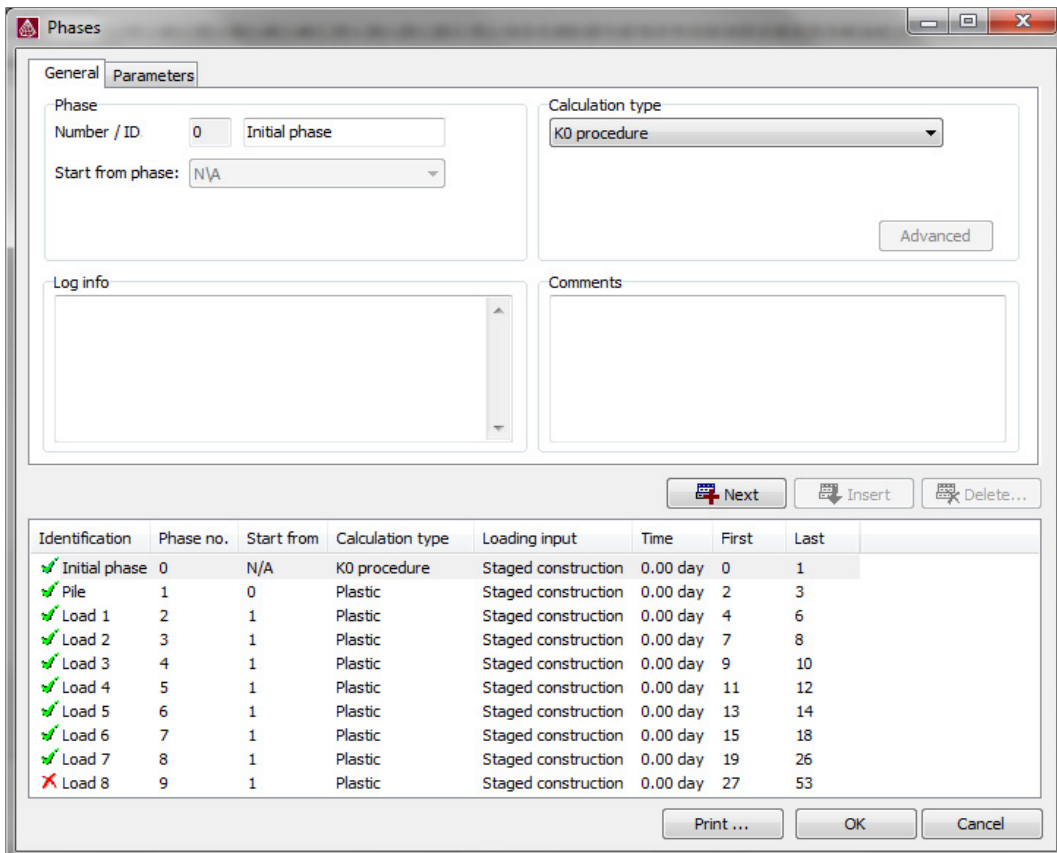 Phases
General Parameters
Phase
Number / ID 0 Initial phase
Start from phase: N\A
Calculation type
K0 procedure
Advanced
Log info
Comments
Next Insert Delete...
Identification Phase no. Start from Calculation type Loading input Time First Last
Initial phase 0 N/A K0 procedure Staged construction 0.00 day 0 1
Pile 1 0 Plastic Staged construction 0.00 day 2 3
Load 1 2 1 Plastic Staged construction 0.00 day 4 6
Load 2 3 1 Plastic Staged construction 0.00 day 7 8
Load 3 4 1 Plastic Staged construction 0.00 day 9 10
Load 4 5 1 Plastic Staged construction 0.00 day 11 12
Load 5 6 1 Plastic Staged construction 0.00 day 13 14
Load 6 7 1 Plastic Staged construction 0.00 day 15 18
Load 7 8 1 Plastic Staged construction 0.00 day 19 26
Load 8 9 1 Plastic Staged construction 0.00 day 27 53
Print ... OK Cancel